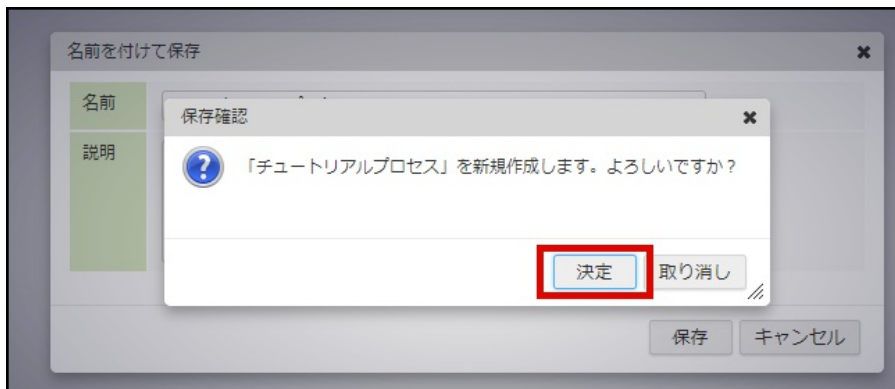 名前を付けて保存
名前
保存確認
説明
「チュートリアルプロセス」を新規作成します。よろしいですか？
決定
取り消し
保存
キャンセル